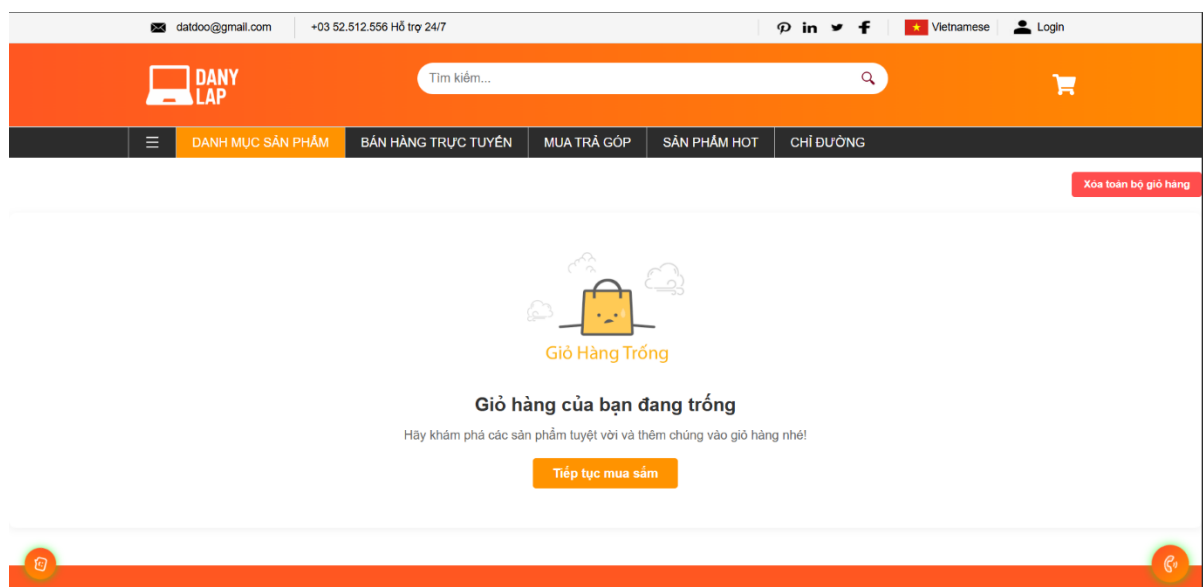 datdoo@gmail.com
+03 52.512.556 Hỗ trợ 24/7
Vietnamese
Login
DANY
LAP
Tìm kiếm...
DANH MỤC SẢN PHẨM
BÁN HÀNG TRỰC TUYẾN
MUA TRẢ GÓP
SẢN PHẨM HOT
CHỈ ĐƯỜNG
Xóa toàn bộ giỏ hàng
Giỏ Hàng Trống
Giỏ hàng của bạn đang trống
Hãy khám phá các sản phẩm tuyệt vời và thêm chúng vào giỏ hàng nhé!
Tiếp tục mua sắm